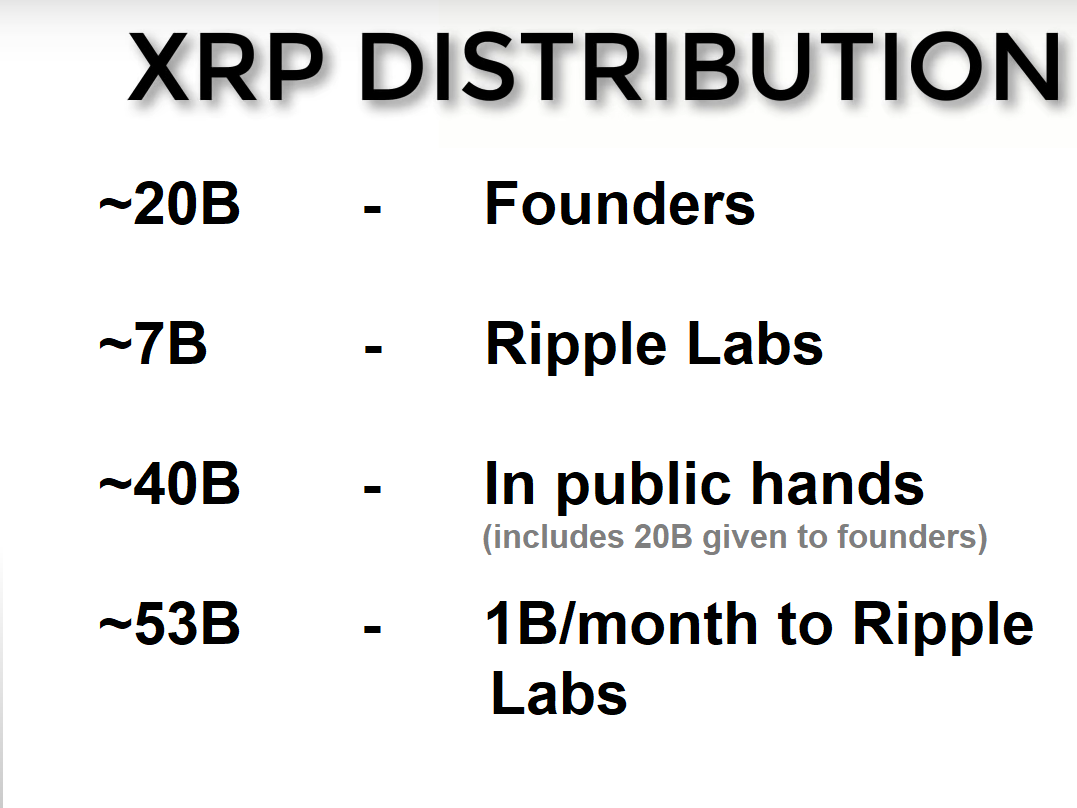 XRP DISTRIBUTION
~20B - Founders
~7B - Ripple Labs
~40B - In public hands
(includes 20B given to founders)
~53B - 1B/month to Ripple
Labs